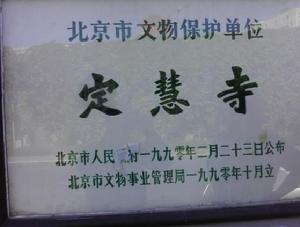 北京市文物保护单位
定慧寺
北京市人民 府一九九零年二月二十三日公布
北京市文物事业管理局一九九零年十月立